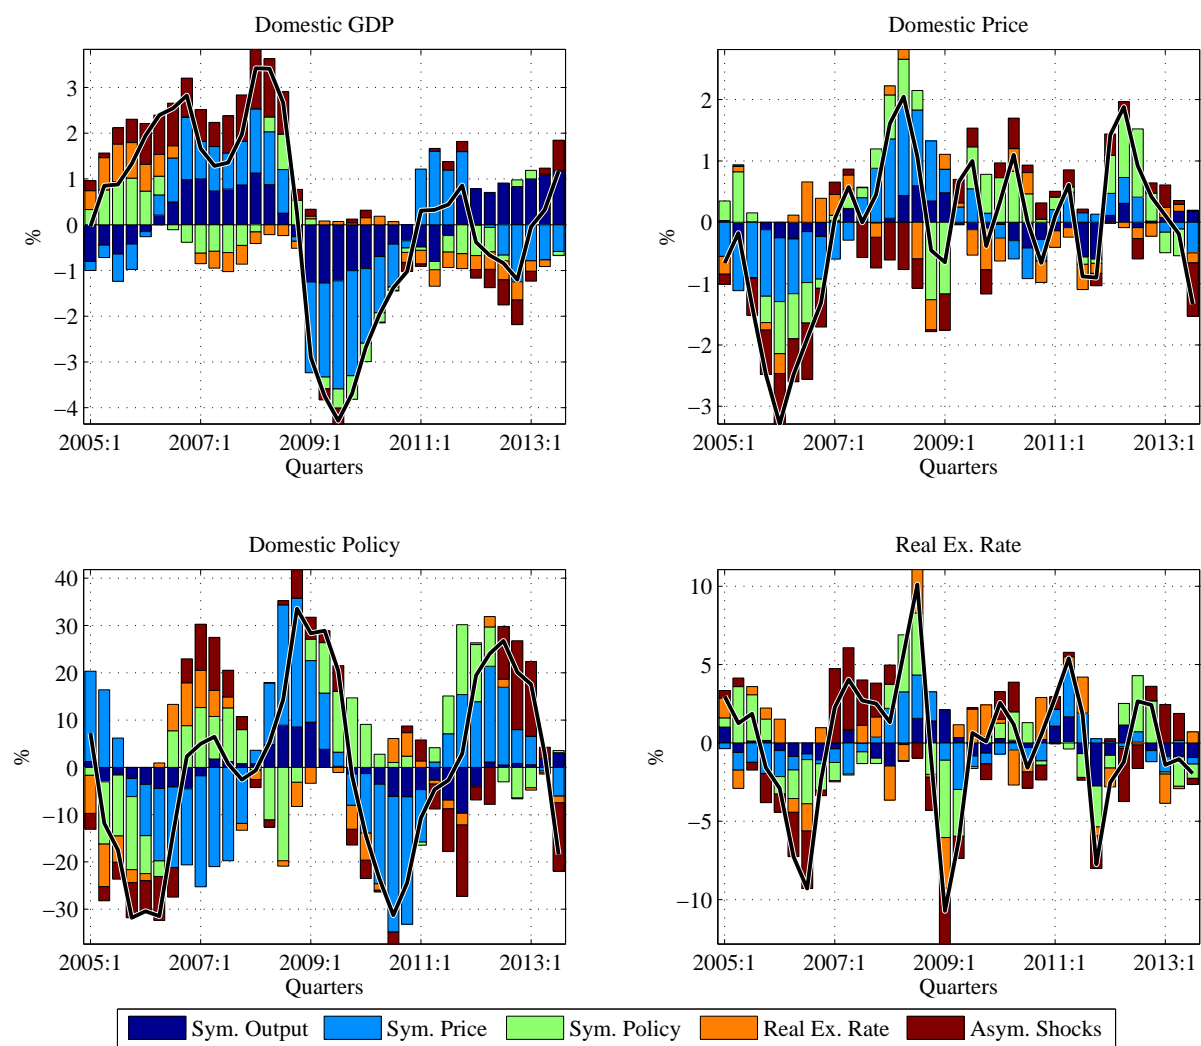 Domestic GDP
3
2
1
0
−1
−2
−3
−4
%
2005:1 2007:1 2009:1 2011:1 2013:1
Quarters
Domestic Price
2
1
0
−1
−2
−3
%
2005:1 2007:1 2009:1 2011:1 2013:1
Quarters
Domestic Policy
40
30
20
10
0
−10
−20
−30
%
2005:1 2007:1 2009:1 2011:1 2013:1
Quarters
Real Ex. Rate
10
5
0
−5
−10
%
2005:1 2007:1 2009:1 2011:1 2013:1
Quarters
Sym. Output Sym. Price Sym. Policy Real Ex. Rate Asym. Shocks